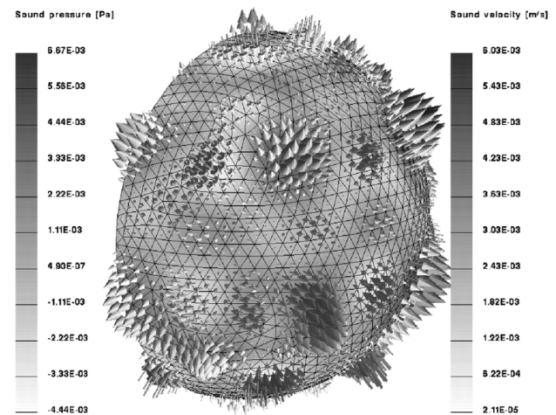 Sound pressure [Pa]
6.67E-03
5.56E-03
4.44E-03
3.33E-03
2.22E-03
1.11E-03
4.90E-07
-1.11E-03
-2.22E-03
-3.33E-03
-4.44E-03
Sound velocity [m/s]
6.03E-03
5.43E-03
4.83E-03
4.23E-03
3.63E-03
3.03E-03
2.43E-03
1.82E-03
1.22E-03
6.22E-04
2.11E-05